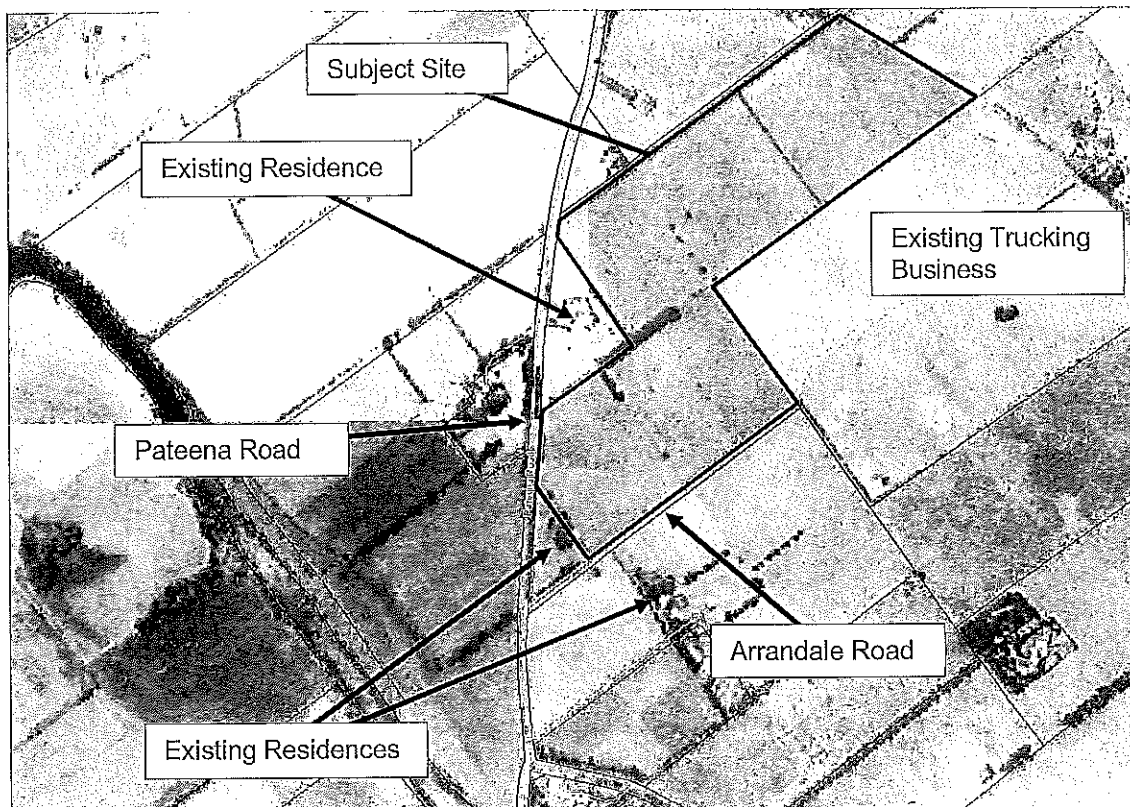 Subject Site
Existing Residence
Existing Trucking
Business
Pateena Road
Arrandale Road
Existing Residences